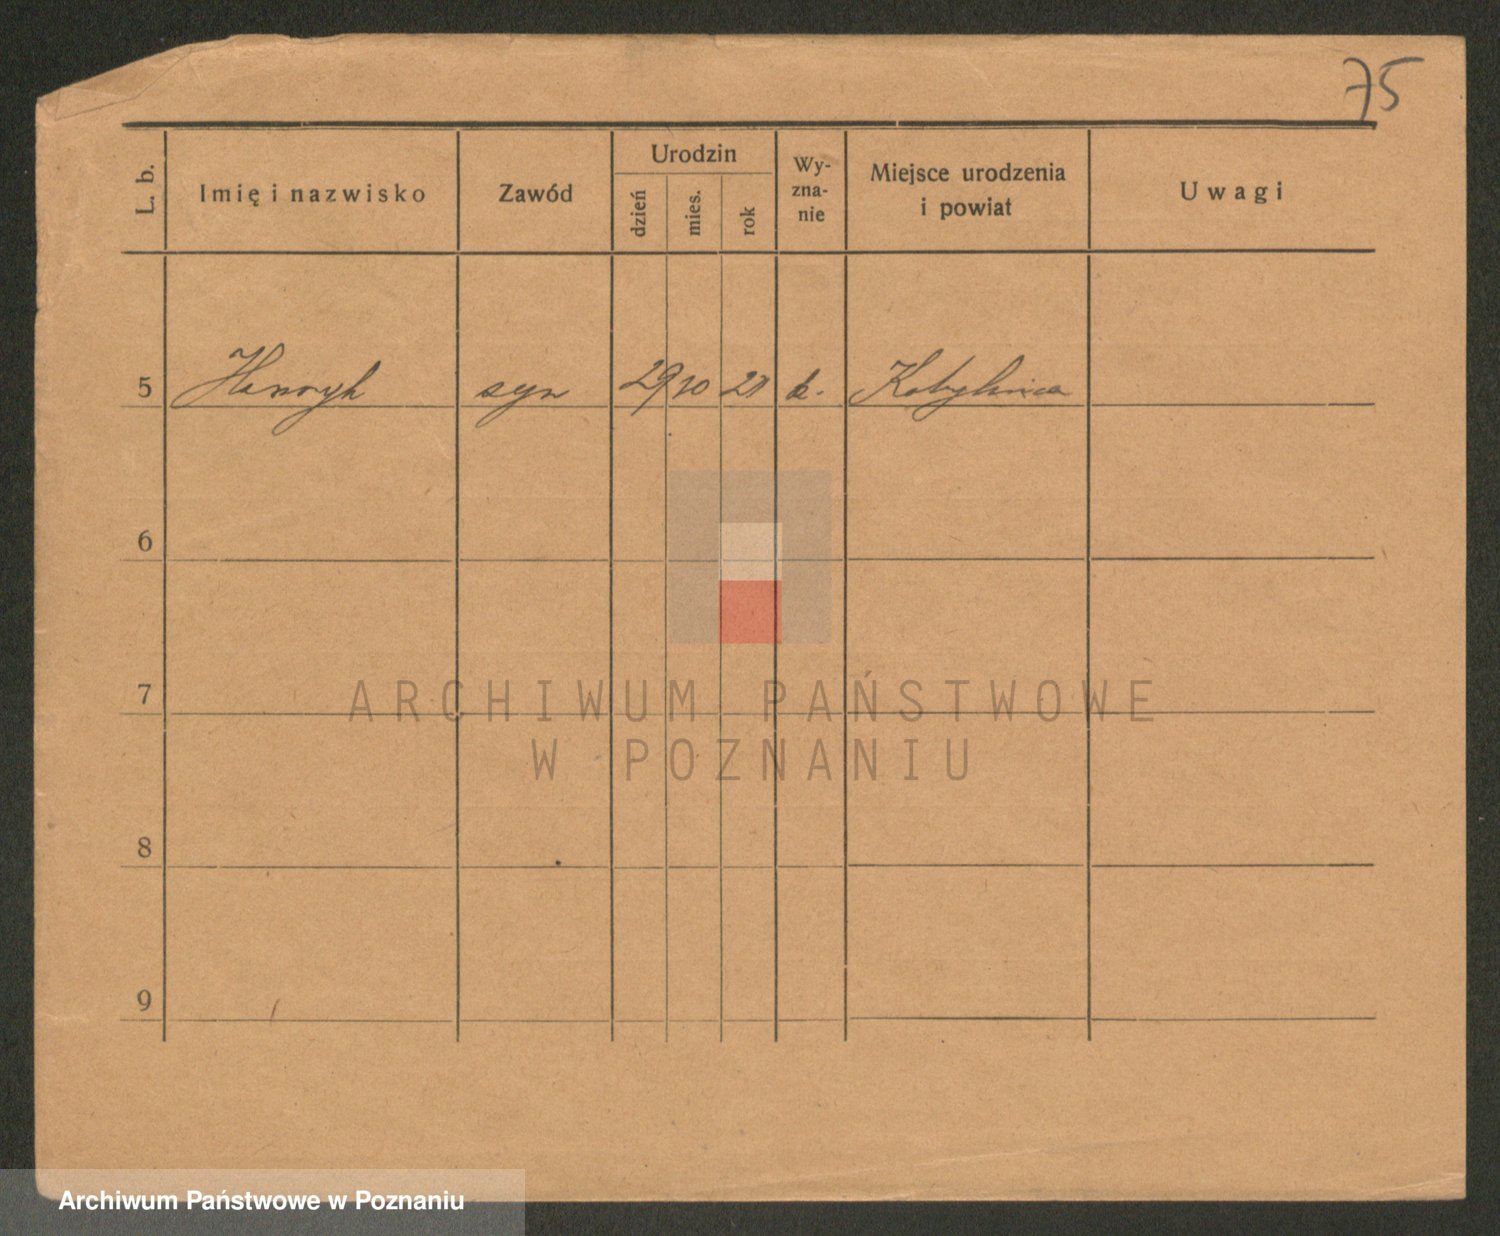 75
L. b.
Imię i nazwisko
Zawód
Urodzin
dzień
mies.
rok
Wy-
zna-
nie
Miejsce urodzenia
i powiat
Uwagi
5 Henryk syn 29 10 21 k. Kobylnica
6
7
8
9
ARCHIWUM PAŃSTWOWE
W POZNANIU
Archiwum Państwowe w Poznaniu